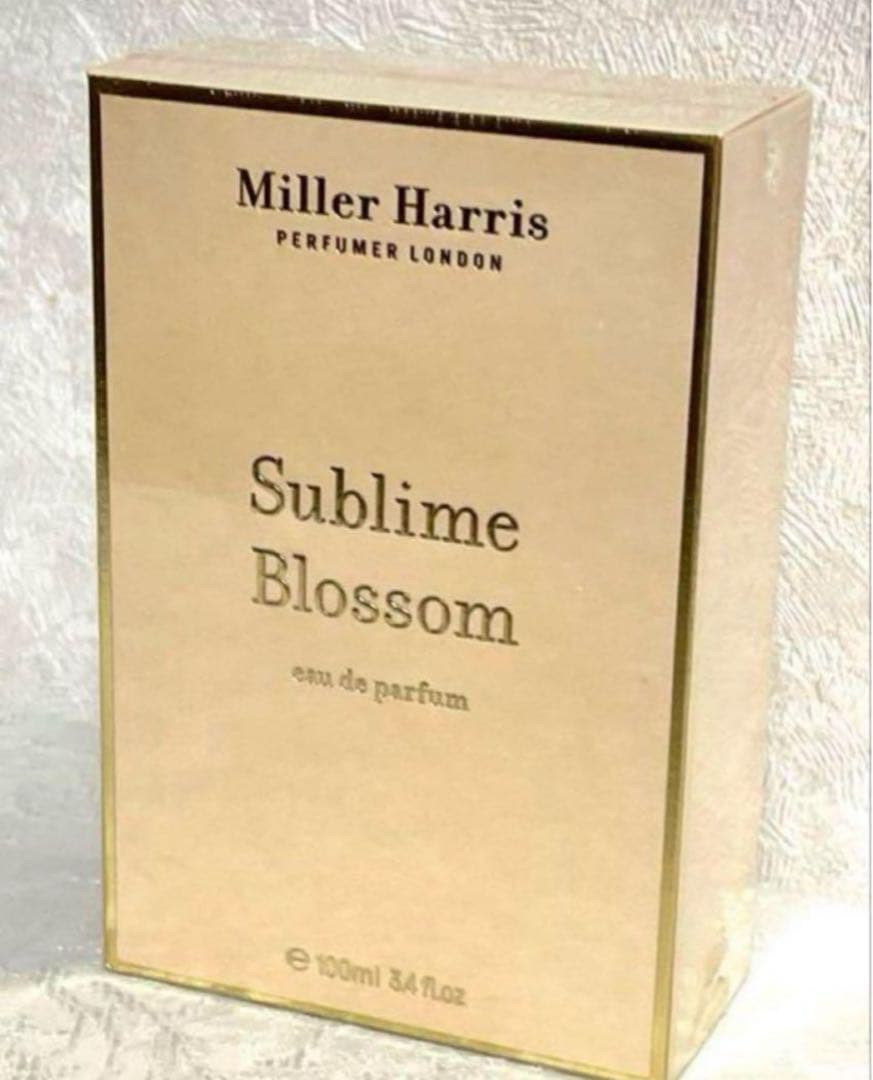 Miller Harris
PERFUMER LONDON
Sublime
Blossom
eau de parfum
℮ 100ml 3.4 fl.oz